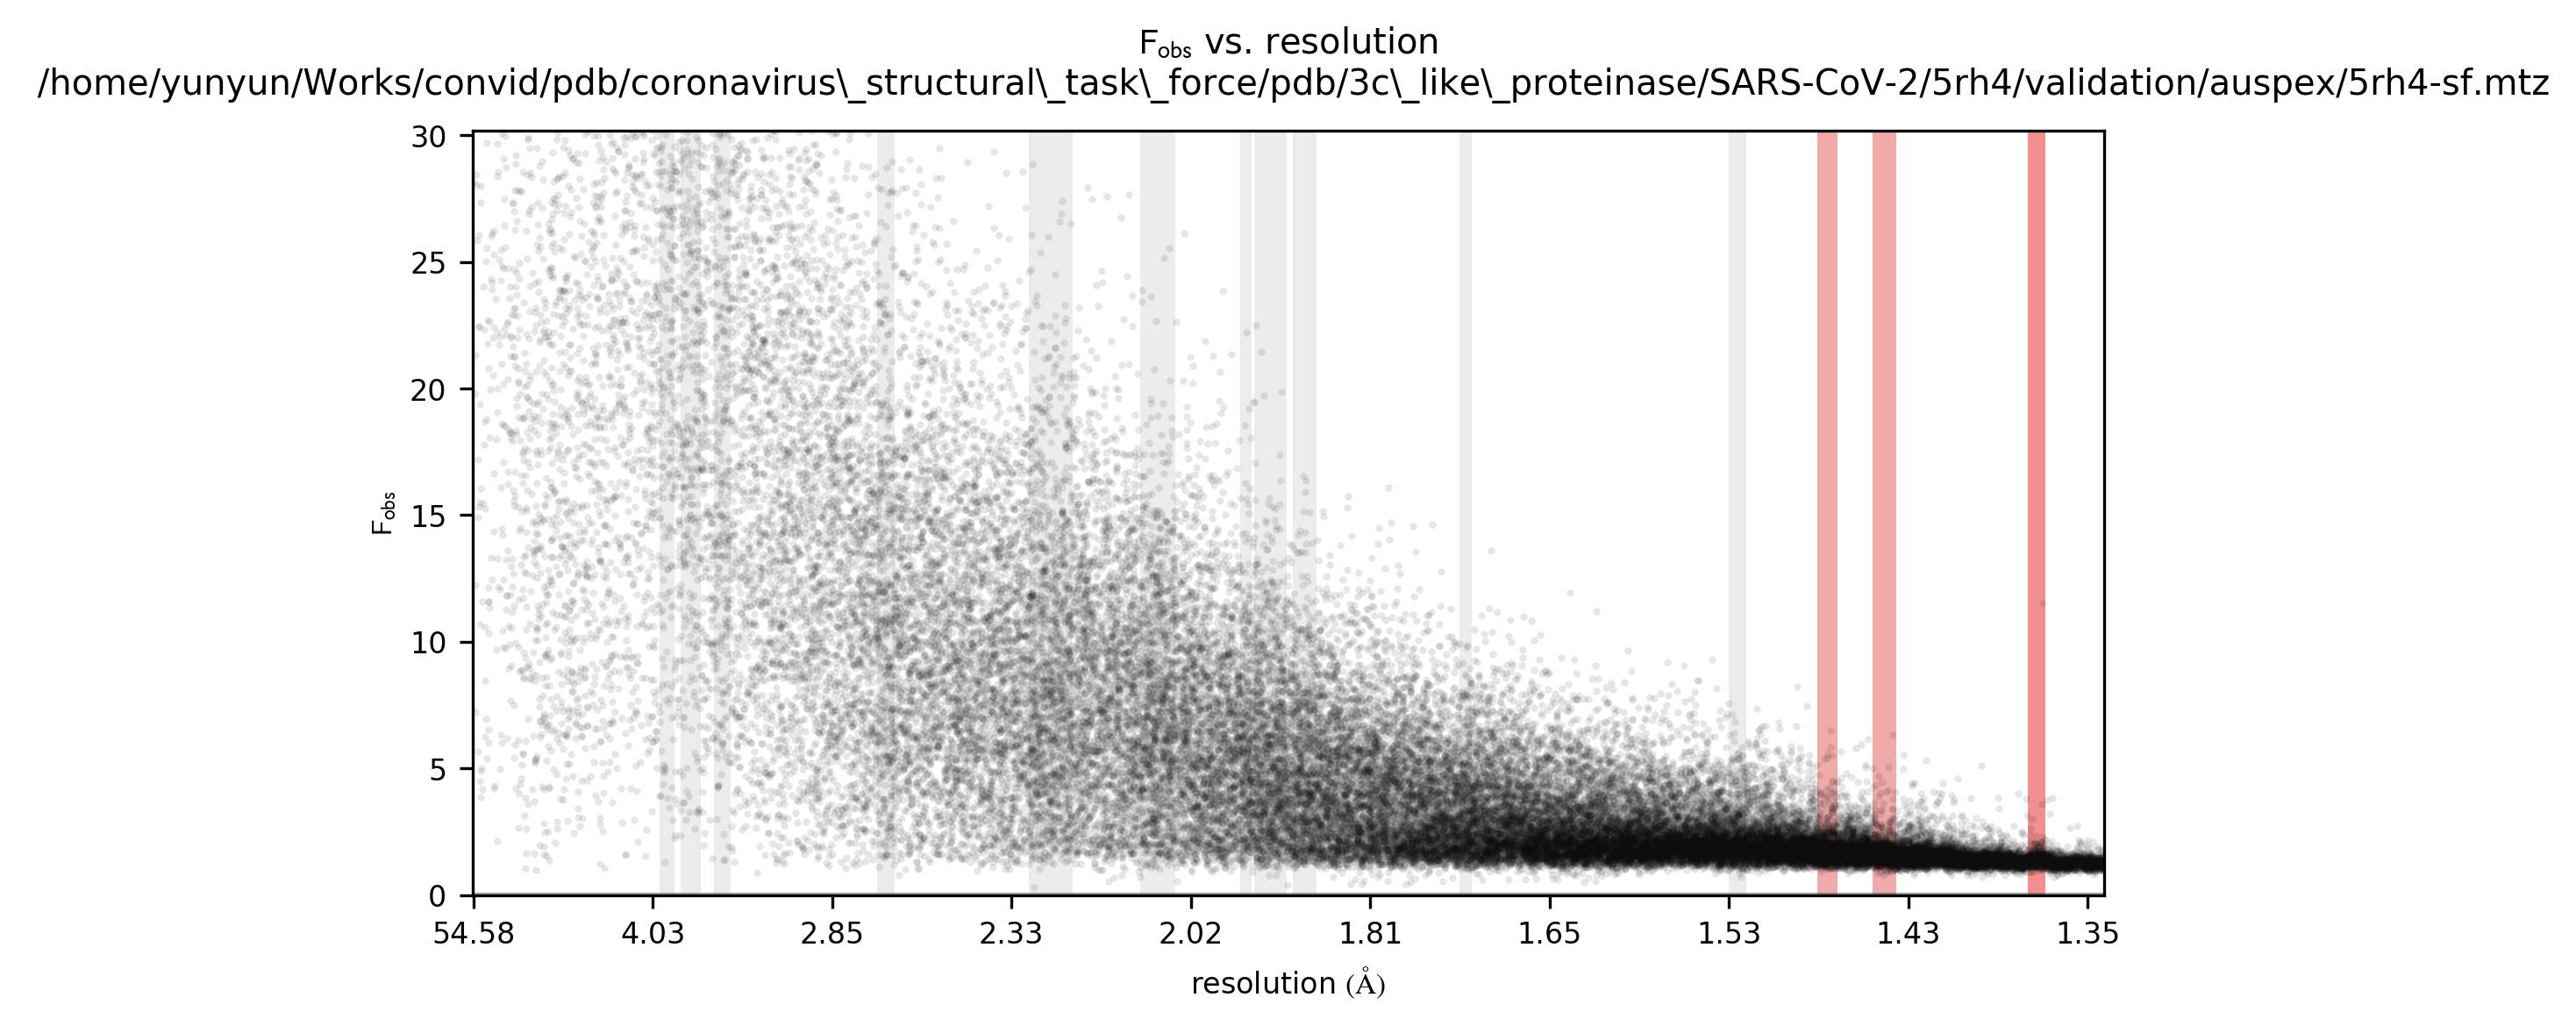 Fobs vs. resolution
/home/yunyun/Works/convid/pdb/coronavirus\_structural\_task\_force/pdb/3c\_like\_proteinase/SARS-CoV-2/5rh4/validation/auspex/5rh4-sf.mtz
30
25
20
15
10
5
0
Fobs
54.58 4.03 2.85 2.33 2.02 1.81 1.65 1.53 1.43 1.35
resolution (Å)